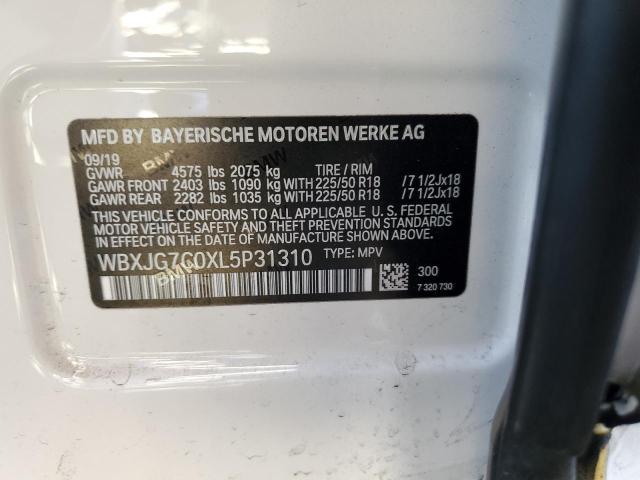 MFD BY BAYERISCHE MOTOREN WERKE AG
09/19
GVWR 4575 lbs 2075 kg TIRE / RIM
GAWR FRONT 2403 lbs 1090 kg WITH 225/50 R18 /7 1/2Jx18
GAWR REAR 2282 lbs 1035 kg WITH 225/50 R18 /7 1/2Jx18
THIS VEHICLE CONFORMS TO ALL APPLICABLE U. S. FEDERAL
MOTOR VEHICLE SAFETY AND THEFT PREVENTION STANDARDS
IN EFFECT ON THE DATE OF MANUFACTURE SHOWN ABOVE.
WBXJG7C0XL5P31310 TYPE: MPV
300
7 320 730